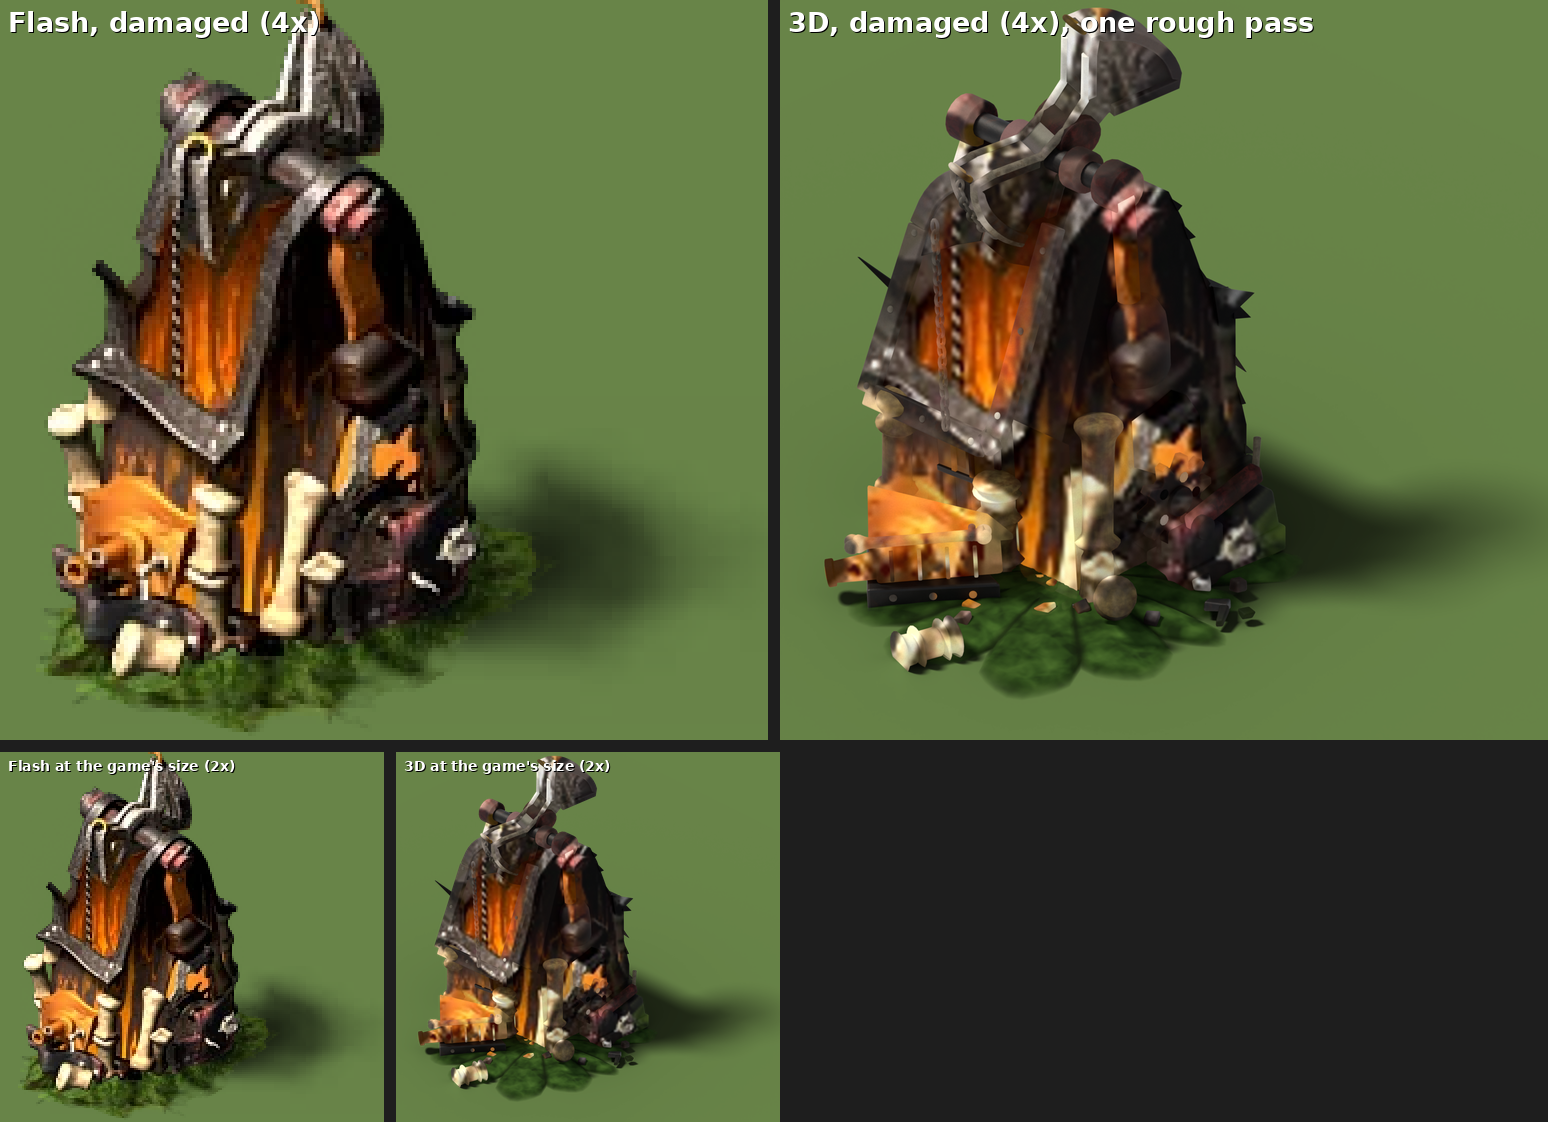 Flash, damaged (4x)
3D, damaged (4x), one rough pass
Flash at the game's size (2x)
3D at the game's size (2x)